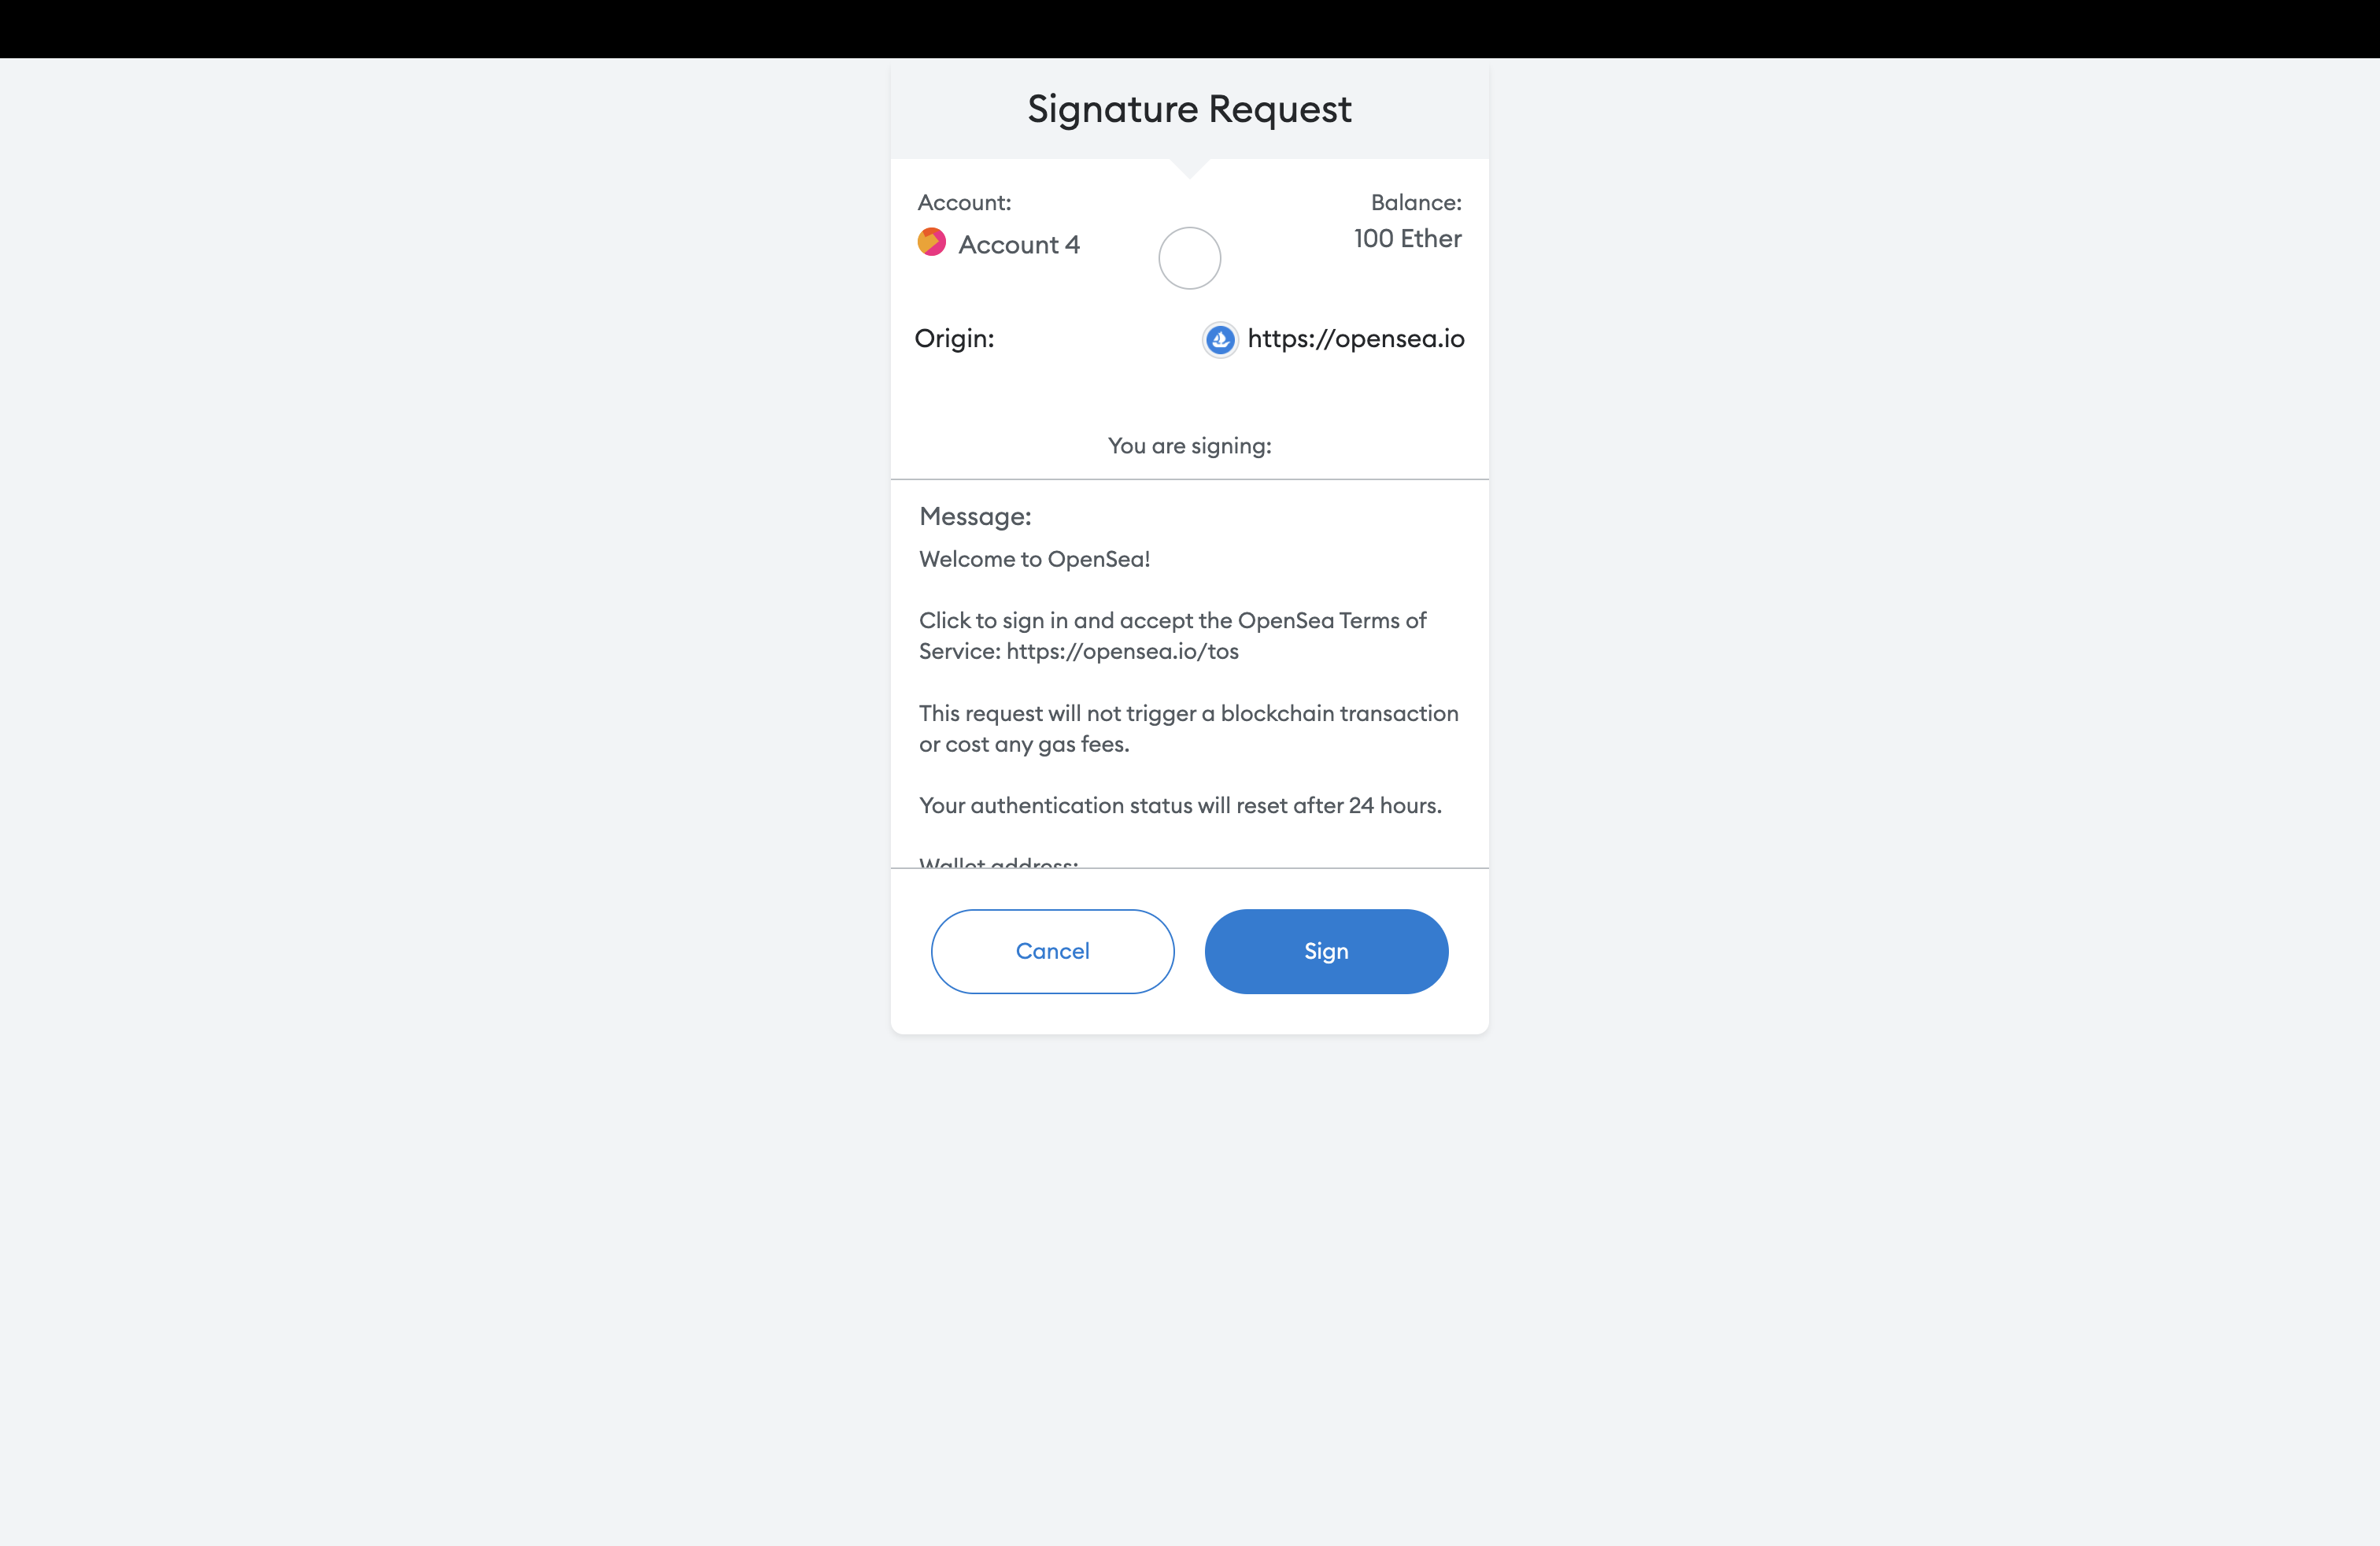 Signature Request
Account:
Balance:
Account 4
100 Ether
Origin:
https://opensea.io
You are signing:
Message:
Welcome to OpenSea!
Click to sign in and accept the OpenSea Terms of
Service: https://opensea.io/tos
This request will not trigger a blockchain transaction
or cost any gas fees.
Your authentication status will reset after 24 hours.
Wallet address:
Cancel
Sign